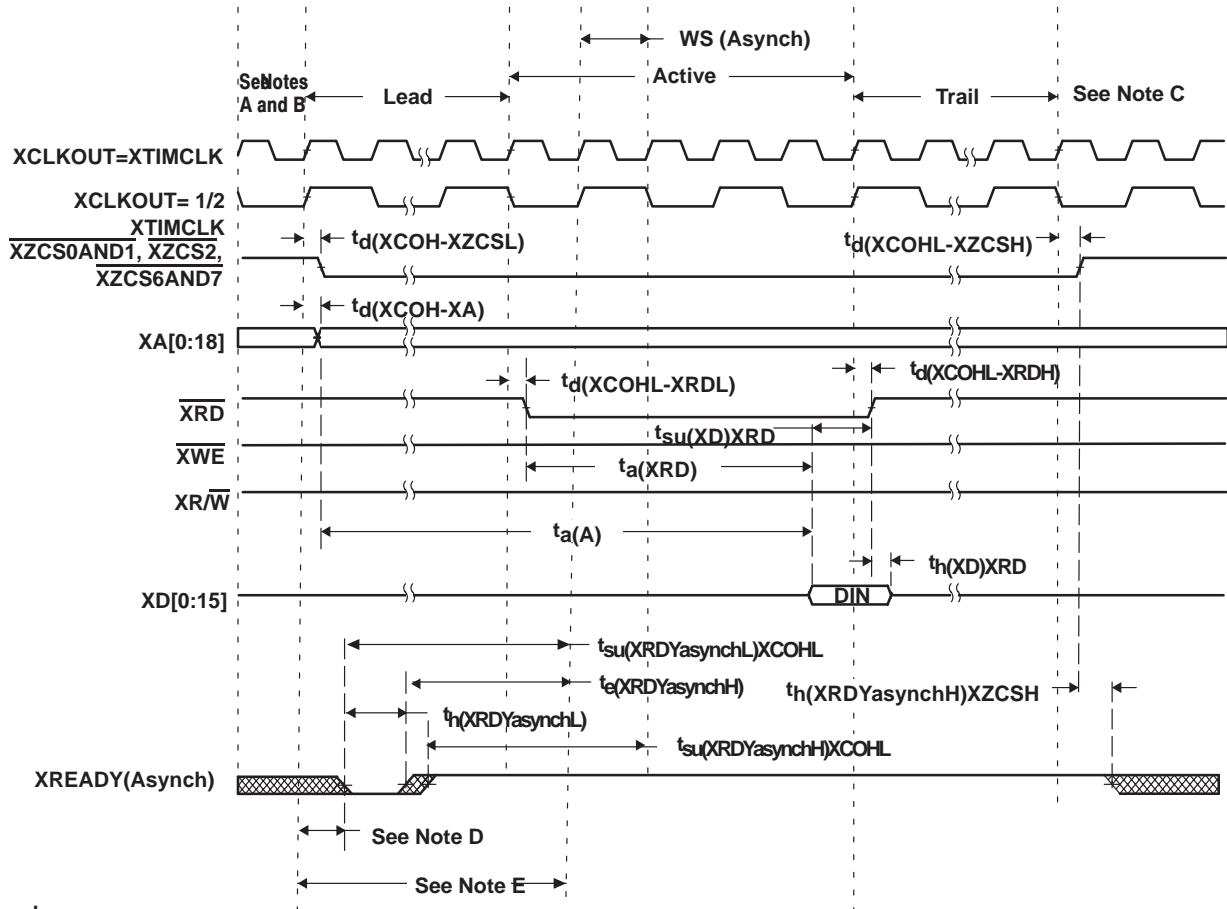 WS (Asynch)
Active
See Notes
A and B
Lead
Trail
See Note C
XCLKOUT=XTIMCLK
XCLKOUT= 1/2
XTIMCLK
XZCS0AND1, XZCS2,
XZCS6AND7
td(XCOH-XZCSL)
td(XCOHL-XZCSH)
td(XCOH-XA)
XA[0:18]
td(XCOHL-XRDL)
td(XCOHL-XRDH)
XRD
tsu(XD)XRD
XWE
ta(XRD)
XR/W
ta(A)
th(XD)XRD
XD[0:15]
DIN
tsu(XRDYasynchL)XCOHL
te(XRDYasynchH)
th(XRDYasynchH)XZCSH
th(XRDYasynchL)
tsu(XRDYasynchH)XCOHL
XREADY(Asynch)
See Note D
See Note E